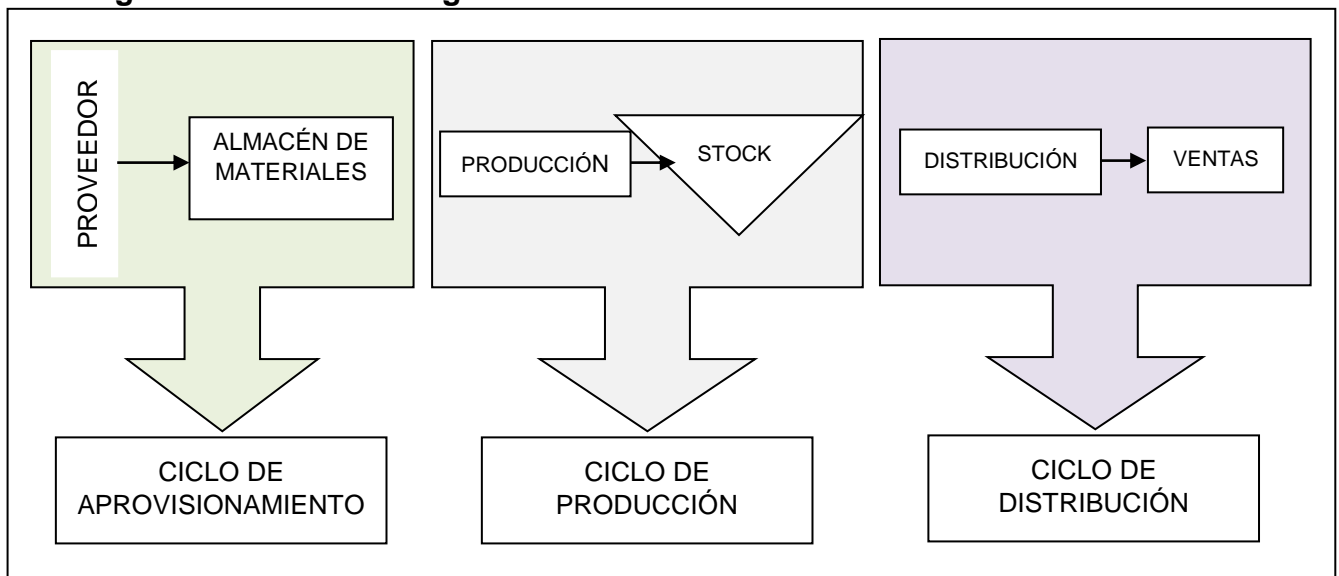 PROVEEDOR
ALMACÉN DE
MATERIALES
PRODUCCIÓN
STOCK
DISTRIBUCIÓN
VENTAS
CICLO DE
APROVISIONAMIENTO
CICLO DE
PRODUCCIÓN
CICLO DE
DISTRIBUCIÓN